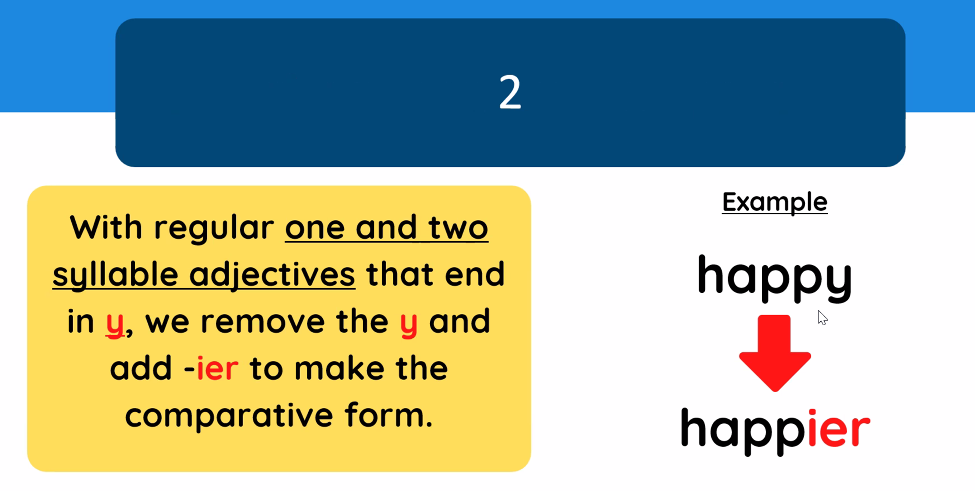 2
With regular one and two
syllable adjectives that end
in y, we remove the y and
add -ier to make the
comparative form.
Example
happy
happier